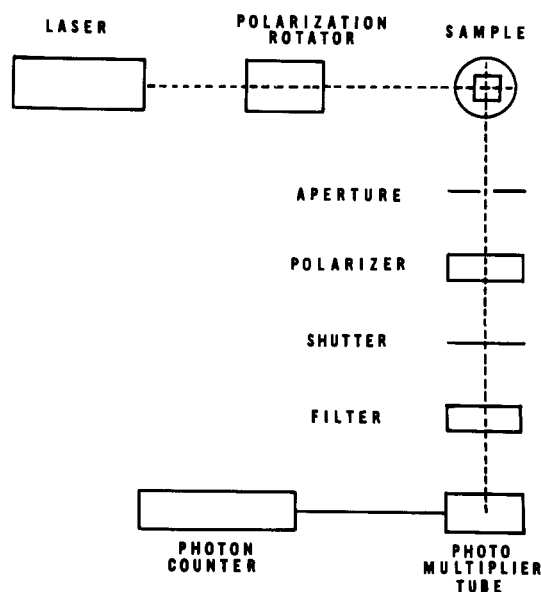 LASER
POLARIZATION
ROTATOR
SAMPLE
APERTURE
POLARIZER
SHUTTER
FILTER
PHOTON
COUNTER
PHOTO
MULTIPLIER
TUBE